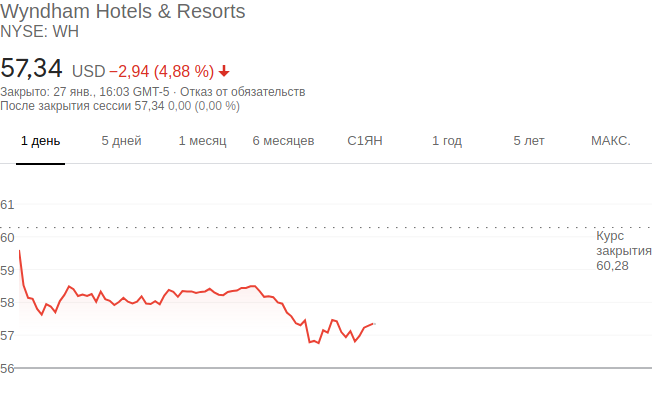 Wyndham Hotels & Resorts
NYSE: WH
57,34 USD −2,94 (4,88 %)
Закрыто: 27 янв., 16:03 GMT-5 · Отказ от обязательств
После закрытия сессии 57,34 0,00 (0,00 %)
1 день 5 дней 1 месяц 6 месяцев С1ЯН 1 год 5 лет МАКС.
61
60
59
58
57
56
Курс
закрытия
60,28